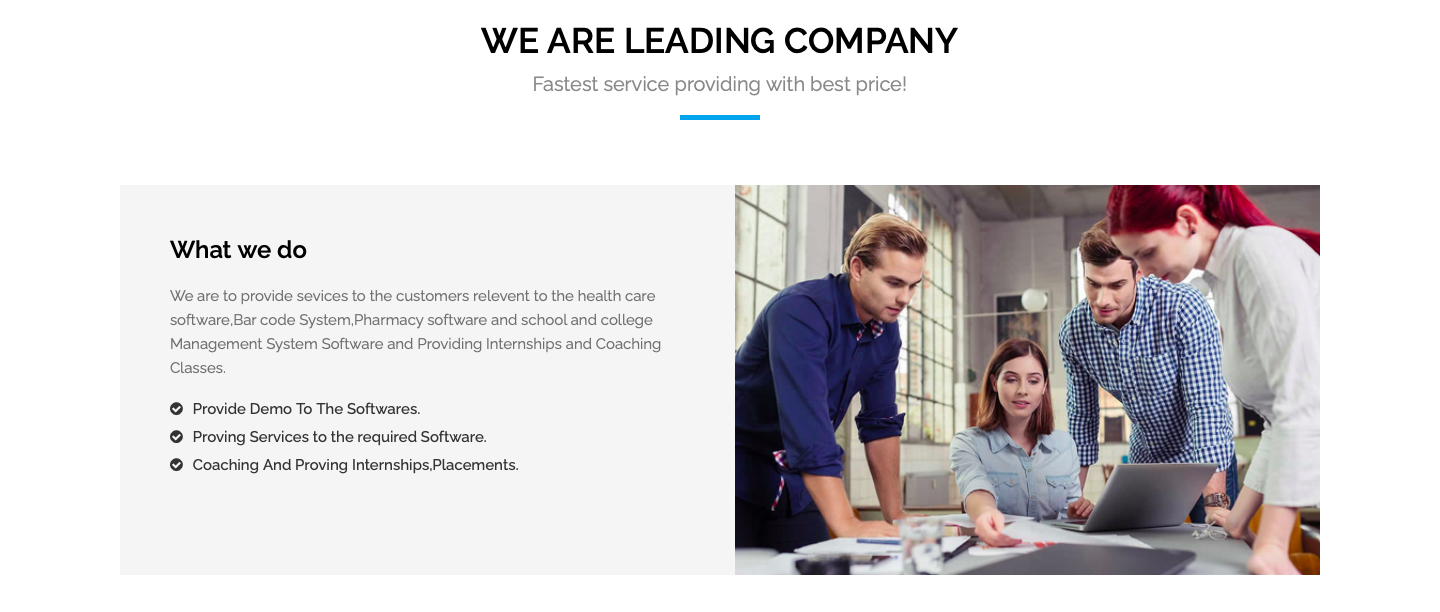 WE ARE LEADING COMPANY
Fastest service providing with best price!
What we do
We are to provide sevices to the customers relevent to the health care
software,Bar code System,Pharmacy software and school and college
Management System Software and Providing Internships and Coaching
Classes.
Provide Demo To The Softwares.
Proving Services to the required Software.
Coaching And Proving Internships,Placements.